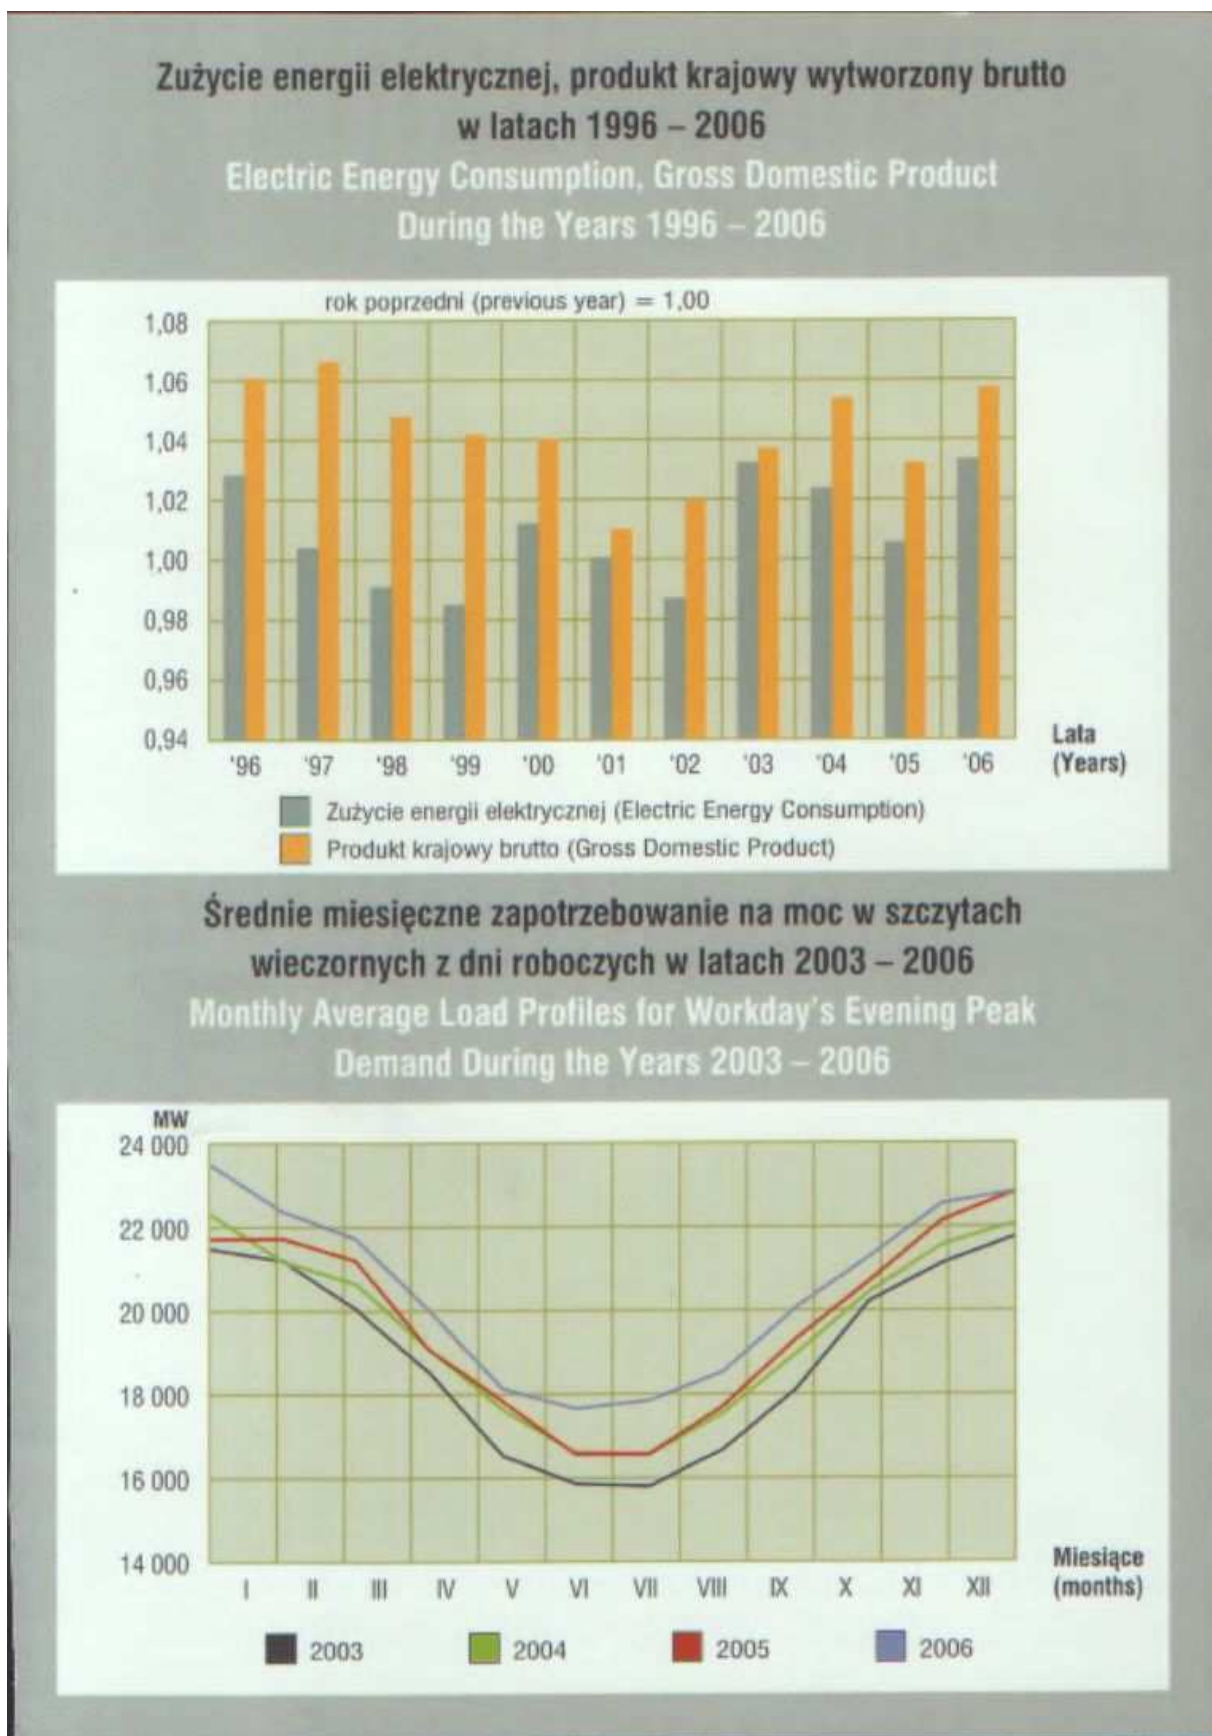 Zużycie energii elektrycznej, produkt krajowy wytworzony brutto
w latach 1996 – 2006
Electric Energy Consumption, Gross Domestic Product
During the Years 1996 – 2006
rok poprzedni (previous year) = 1,00
1,08
1,06
1,04
1,02
1,00
0,98
0,96
0,94
'96 '97 '98 '99 '00 '01 '02 '03 '04 '05 '06
Lata
(Years)
Zużycie energii elektrycznej (Electric Energy Consumption)
Produkt krajowy brutto (Gross Domestic Product)
Średnie miesięczne zapotrzebowanie na moc w szczytach
wieczornych z dni roboczych w latach 2003 – 2006
Monthly Average Load Profiles for Workday's Evening Peak
Demand During the Years 2003 – 2006
MW
24 000
22 000
20 000
18 000
16 000
14 000
I II III IV V VI VII VIII IX X XI XII
Miesiące
(months)
2003 2004 2005 2006